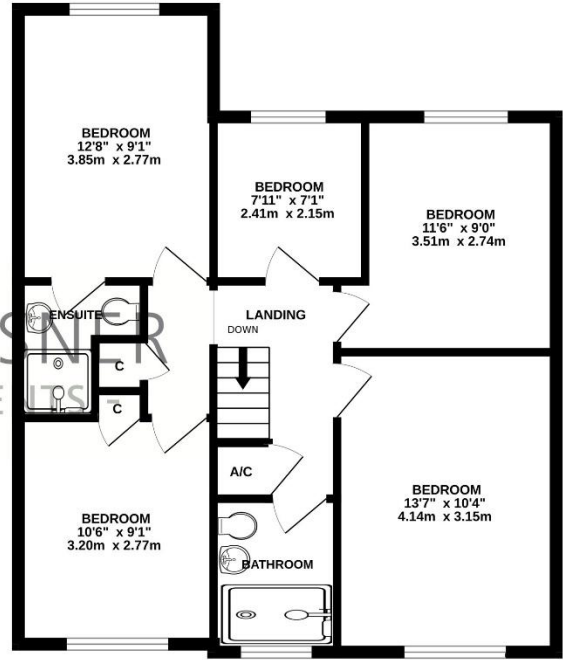 BEDROOM
12'8" x 9'1"
3.85m x 2.77m
BEDROOM
7'11" x 7'1"
2.41m x 2.15m
BEDROOM
11'6" x 9'0"
3.51m x 2.74m
ENSUITE
LANDING
DOWN
C
C
A/C
BEDROOM
10'6" x 9'1"
3.20m x 2.77m
BATHROOM
BEDROOM
13'7" x 10'4"
4.14m x 3.15m